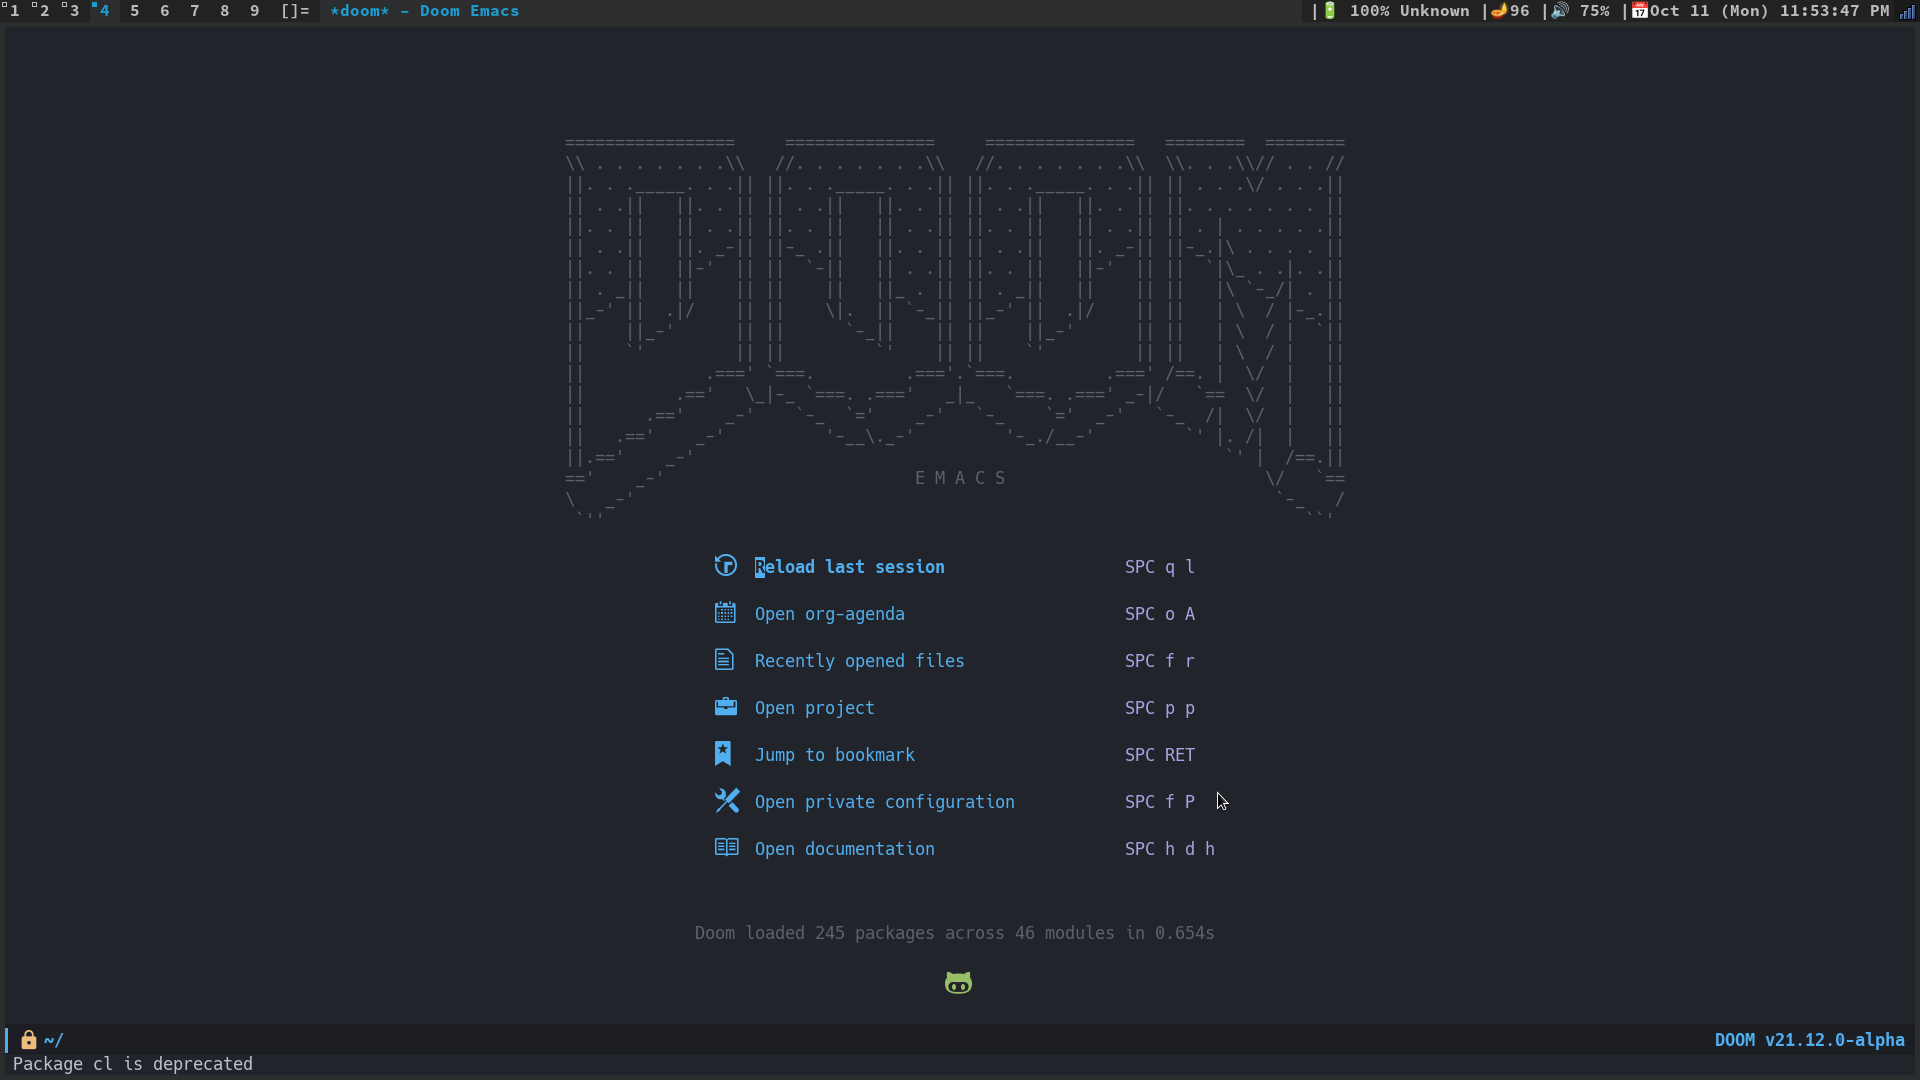 1 2 3 4 5 6 7 8 9 []= *doom* – Doom Emacs |🔋 100% Unknown |🪔96 |🔊 75% |📅Oct 11 (Mon) 11:53:47 PM
E M A C S
Reload last session SPC q l
Open org-agenda SPC o A
Recently opened files SPC f r
Open project SPC p p
Jump to bookmark SPC RET
Open private configuration SPC f P
Open documentation SPC h d h
Doom loaded 245 packages across 46 modules in 0.654s
~/ DOOM v21.12.0-alpha
Package cl is deprecated